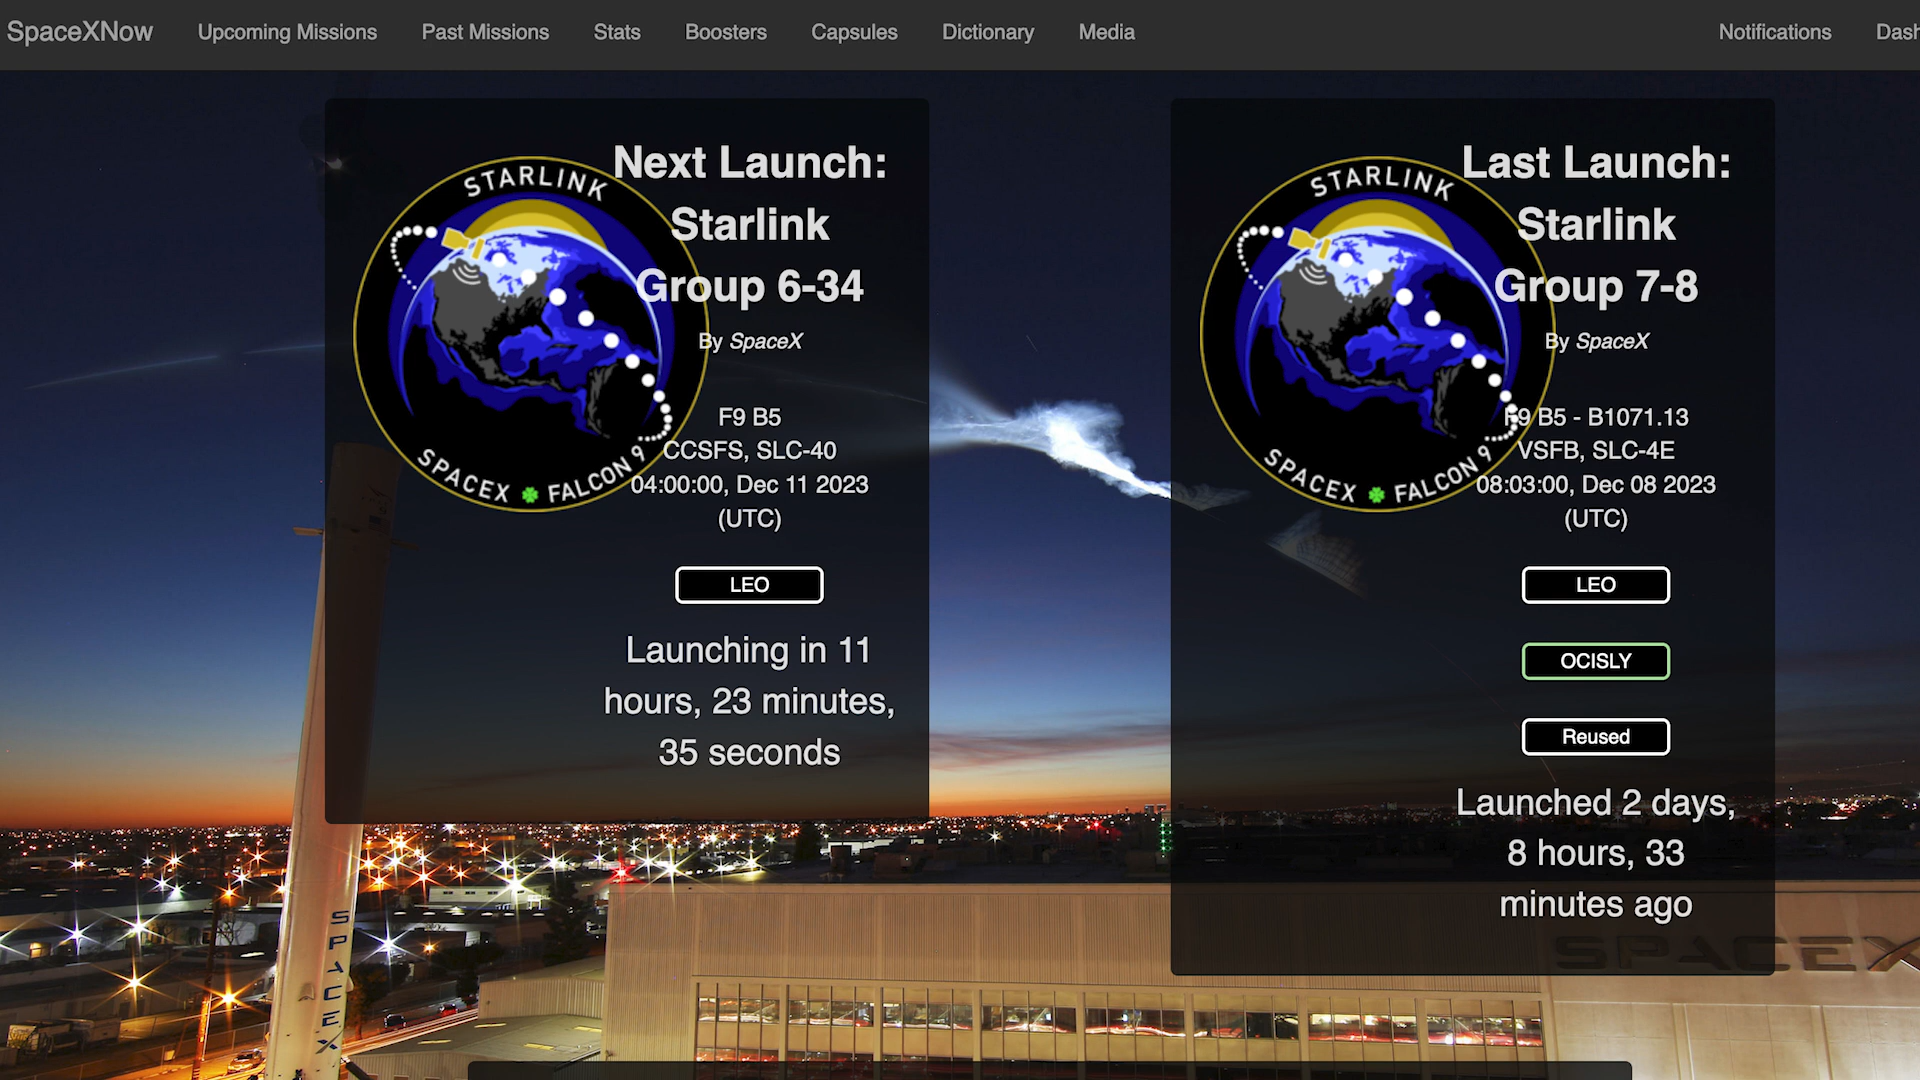 SpaceXNow Upcoming Missions Past Missions Stats Boosters Capsules Dictionary Media Notifications Dash
STARLINK
SPACEX FALCON 9
Next Launch:
Starlink
Group 6-34
By SpaceX
F9 B5
CCSFS, SLC-40
04:00:00, Dec 11 2023
(UTC)
LEO
Launching in 11
hours, 23 minutes,
35 seconds
STARLINK
SPACEX FALCON 9
Last Launch:
Starlink
Group 7-8
By SpaceX
F9 B5 - B1071.13
VSFB, SLC-4E
08:03:00, Dec 08 2023
(UTC)
LEO
OCISLY
Reused
Launched 2 days,
8 hours, 33
minutes ago
SPACEX
SPACEX